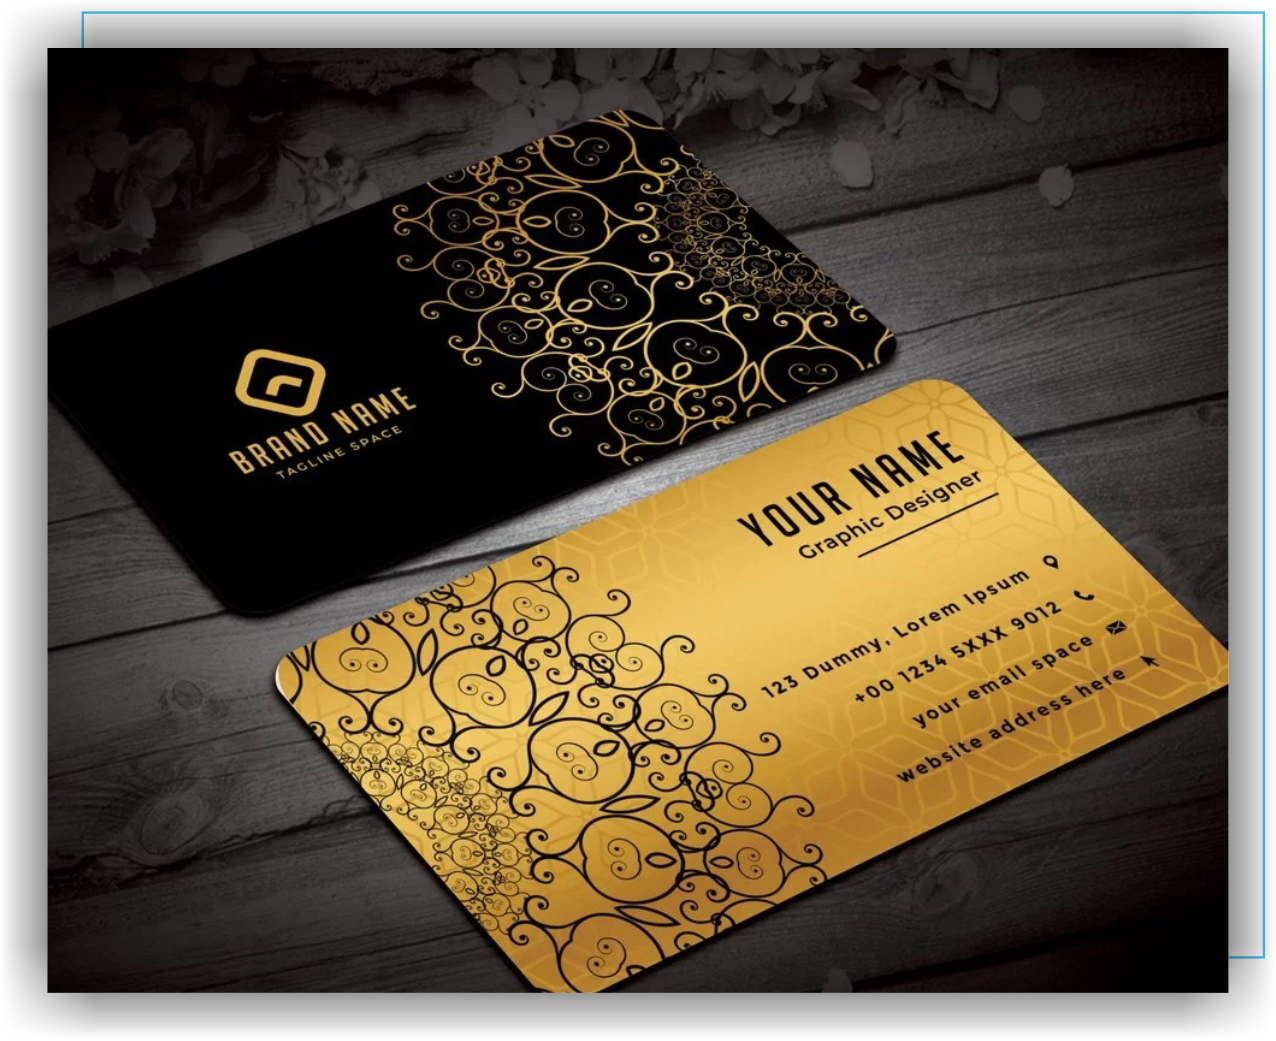 BRAND NAME
TAGLINE SPACE
YOUR NAME
Graphic Designer
123 Dummy, Lorem Ipsum
+00 1234 5XXX 9012
your email space
website address here